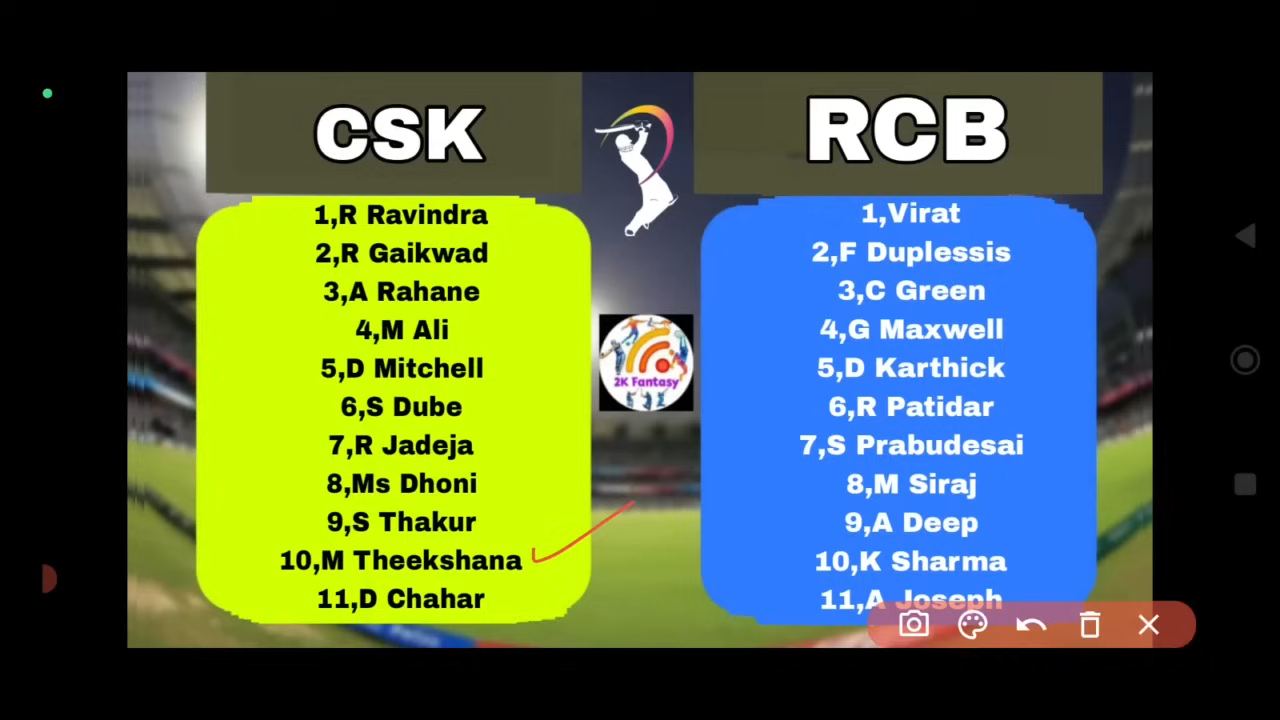 CSK
1,R Ravindra
2,R Gaikwad
3,A Rahane
4,M Ali
5,D Mitchell
6,S Dube
7,R Jadeja
8,Ms Dhoni
9,S Thakur
10,M Theekshana
11,D Chahar
2K Fantasy
RCB
1,Virat
2,F Duplessis
3,C Green
4,G Maxwell
5,D Karthick
6,R Patidar
7,S Prabudesai
8,M Siraj
9,A Deep
10,K Sharma
11,A Joseph